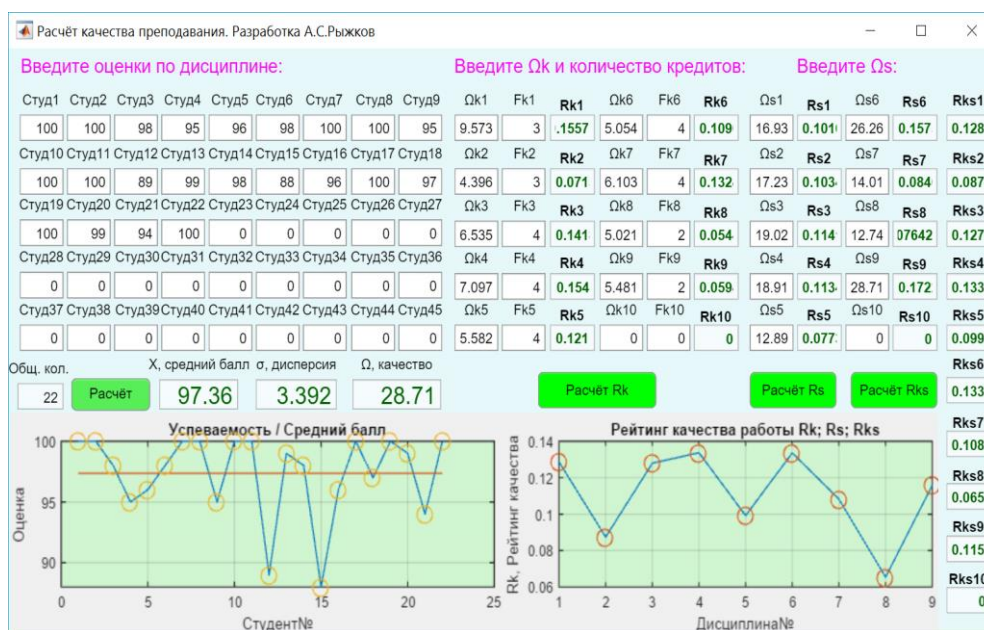 Расчёт качества преподавания. Разработка А.С.Рыжков
Введите оценки по дисциплине: Введите Ωk и количество кредитов: Введите Ωs:
Студ1 Студ2 Студ3 Студ4 Студ5 Студ6 Студ7 Студ8 Студ9 Ωk1 Fk1 Rk1 Ωk6 Fk6 Rk6 Ωs1 Rs1 Ωs6 Rs6 Rks1
100 100 98 95 96 98 100 100 95 9.573 3 .1557 5.054 4 0.109 16.93 0.101 26.26 0.157 0.128
Студ10 Студ11 Студ12 Студ13 Студ14 Студ15 Студ16 Студ17 Студ18 Ωk2 Fk2 Rk2 Ωk7 Fk7 Rk7 Ωs2 Rs2 Ωs7 Rs7 Rks2
100 100 89 99 98 88 96 100 97 4.396 3 0.071 6.103 4 0.132 17.23 0.103 14.01 0.084 0.087
Студ19 Студ20 Студ21 Студ22 Студ23 Студ24 Студ25 Студ26 Студ27 Ωk3 Fk3 Rk3 Ωk8 Fk8 Rk8 Ωs3 Rs3 Ωs8 Rs8 Rks3
100 99 94 100 0 0 0 0 0 6.535 4 0.141 5.021 2 0.054 19.02 0.114 12.74 07642 0.127
Студ28 Студ29 Студ30 Студ31 Студ32 Студ33 Студ34 Студ35 Студ36 Ωk4 Fk4 Rk4 Ωk9 Fk9 Rk9 Ωs4 Rs4 Ωs9 Rs9 Rks4
0 0 0 0 0 0 0 0 0 7.097 4 0.154 5.481 2 0.059 18.91 0.113 28.71 0.172 0.133
Студ37 Студ38 Студ39 Студ40 Студ41 Студ42 Студ43 Студ44 Студ45 Ωk5 Fk5 Rk5 Ωk10 Fk10 Rk10 Ωs5 Rs5 Ωs10 Rs10 Rks5
0 0 0 0 0 0 0 0 0 5.582 4 0.121 0 0 0 12.89 0.077 0 0 0.099
Общ. кол. X, средний балл σ, дисперсия Ω, качество Rks6
22 Расчёт 97.36 3.392 28.71 Расчёт Rk Расчёт Rs Расчёт Rks 0.133
Успеваемость / Средний балл
Оценка
100
95
90
0 5 10 15 20 25
Студент№
Рейтинг качества работы Rk; Rs; Rks
Rk, Рейтинг качества
0.14
0.12
0.1
0.08
0.06
1 2 3 4 5 6 7 8 9
Дисциплина№
Rks7
0.108
Rks8
0.065
Rks9
0.115
Rks10
0